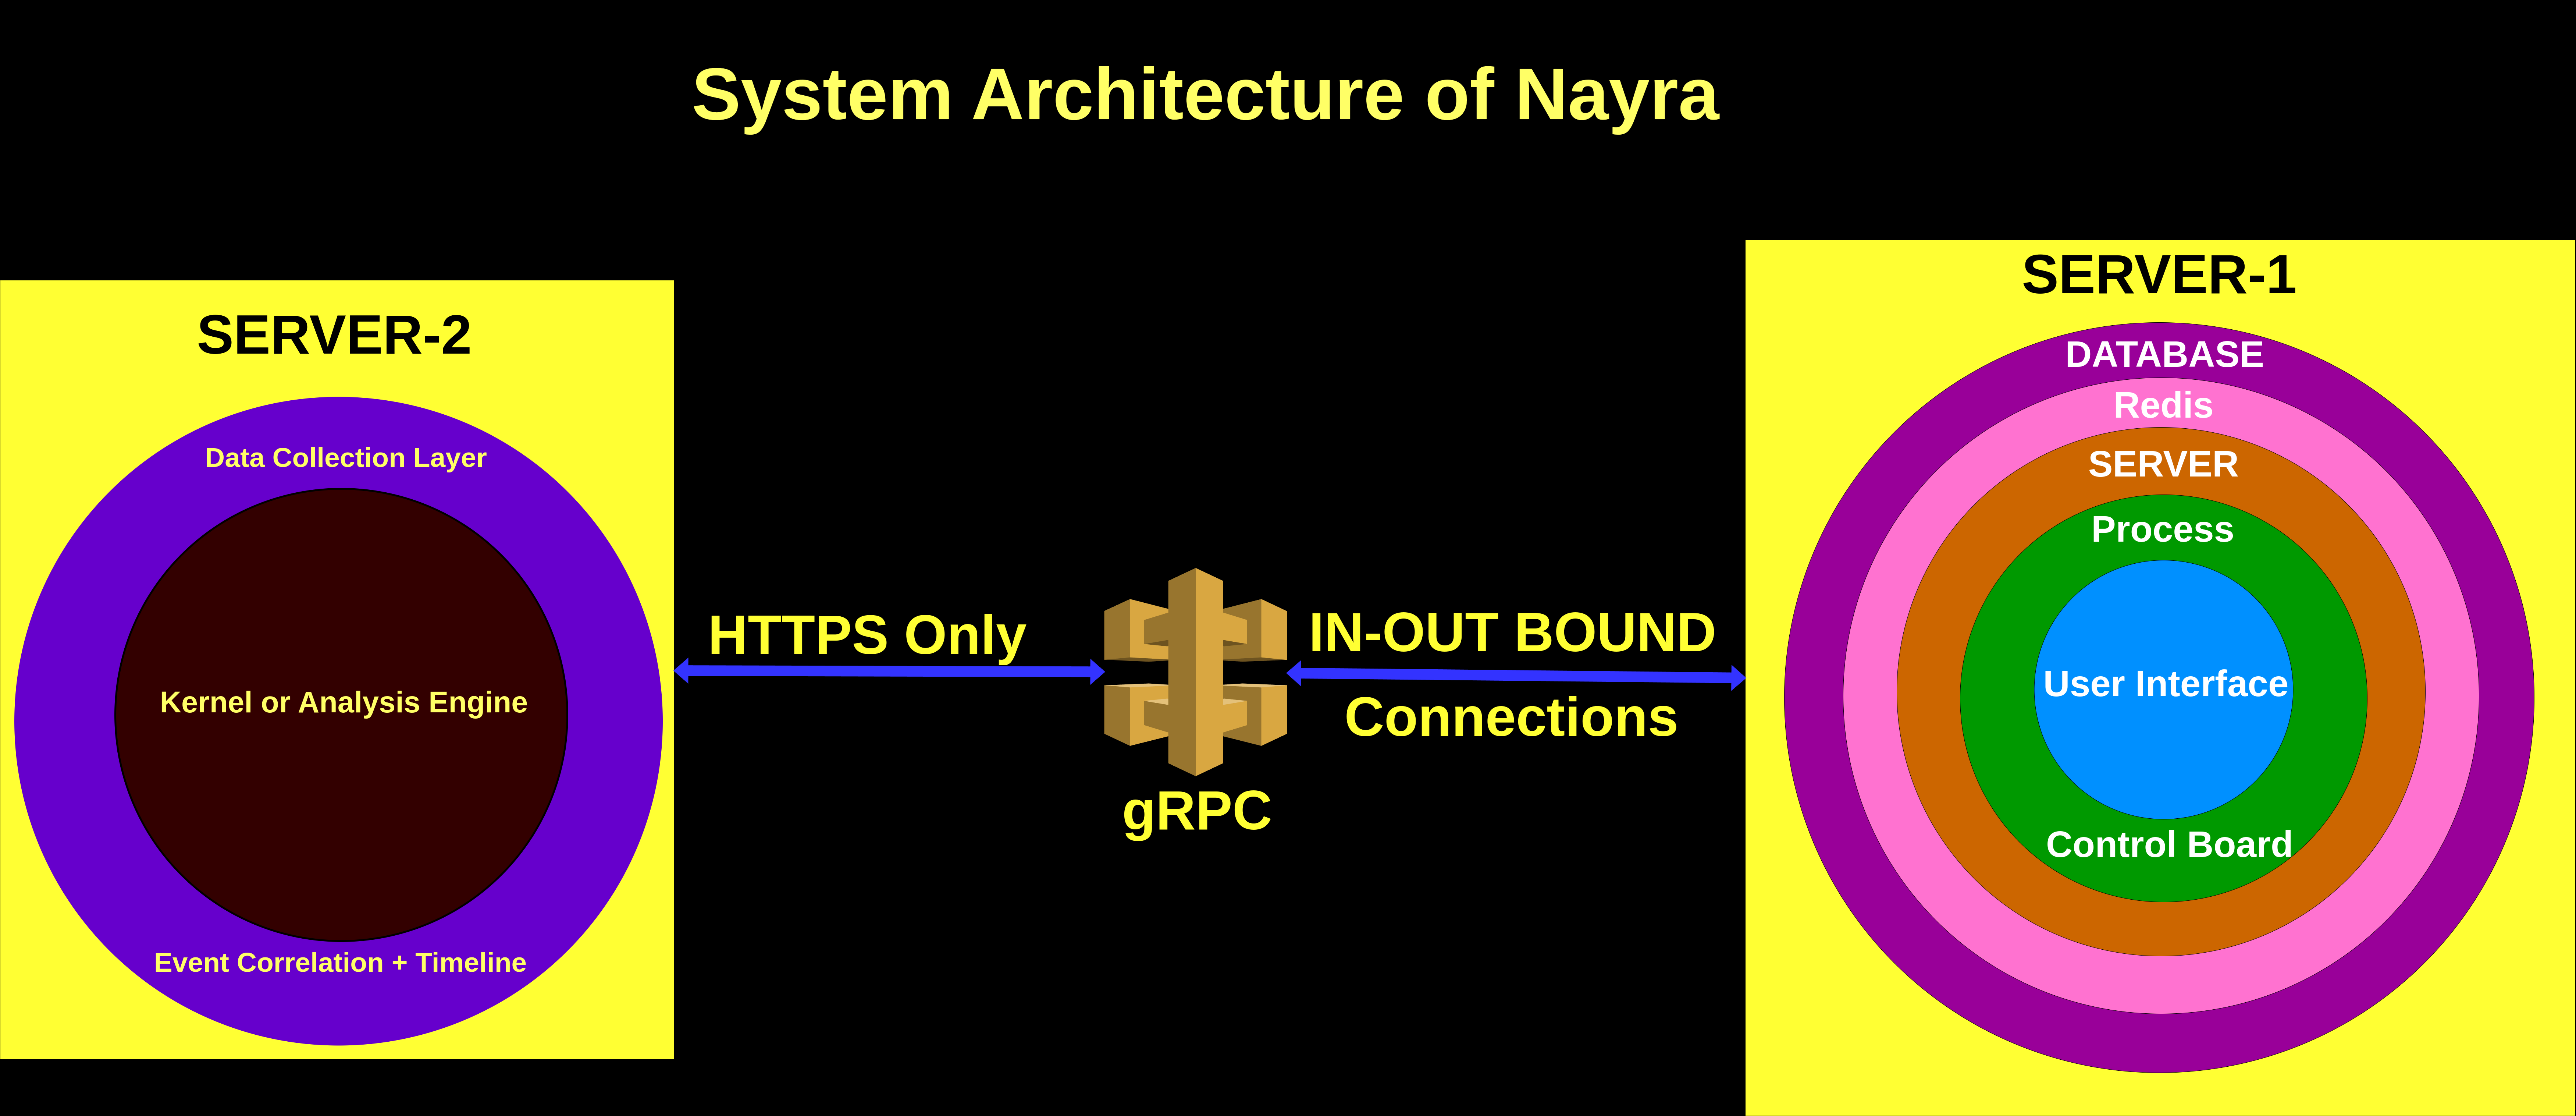 System Architecture of Nayra
SERVER-2
Data Collection Layer
Kernel or Analysis Engine
Event Correlation + Timeline
HTTPS Only
gRPC
IN-OUT BOUND
Connections
SERVER-1
DATABASE
Redis
SERVER
Process
User Interface
Control Board